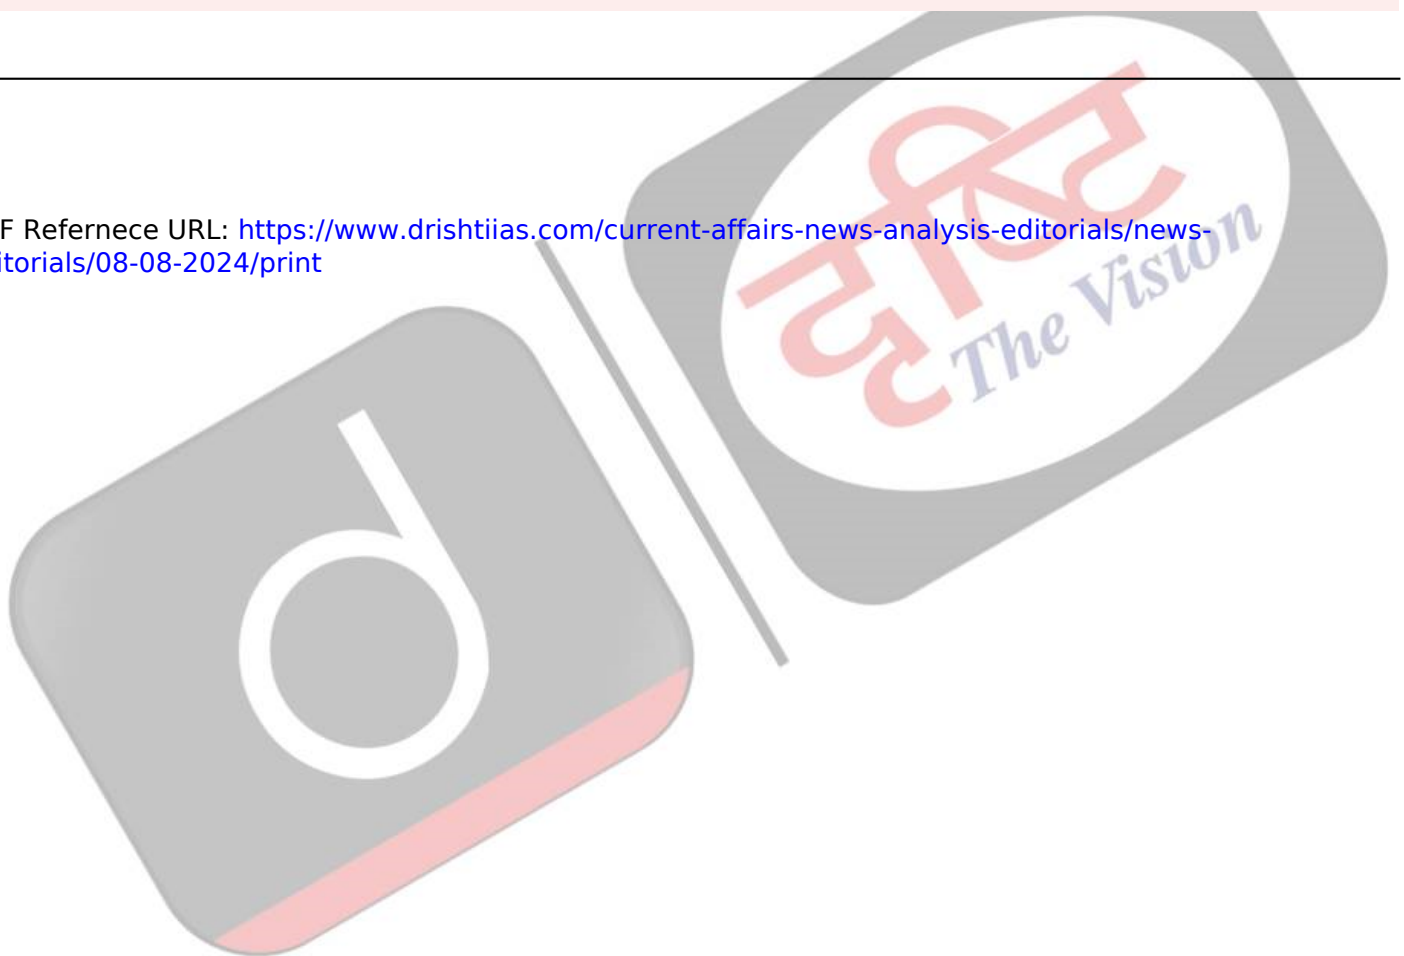 F Refernece URL: https://www.drishtiias.com/current-affairs-news-analysis-editorials/news-
itorials/08-08-2024/print
दृष्टि
The Vision
d